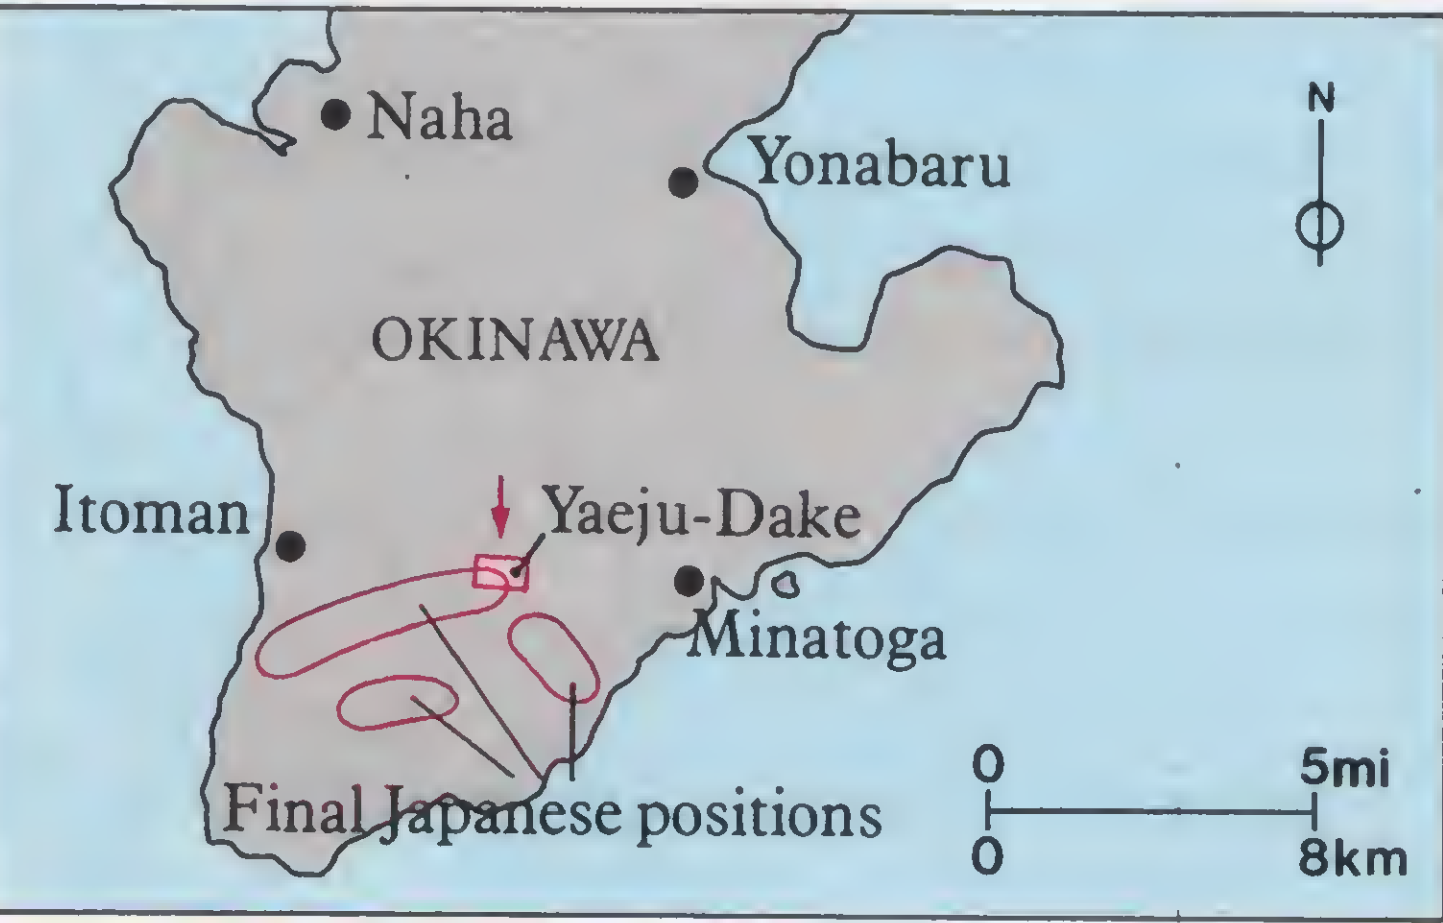 N
Naha
Yonabaru
OKINAWA
Itoman
Yaeju-Dake
Minatoga
Final Japanese positions
0 5mi
0 8km